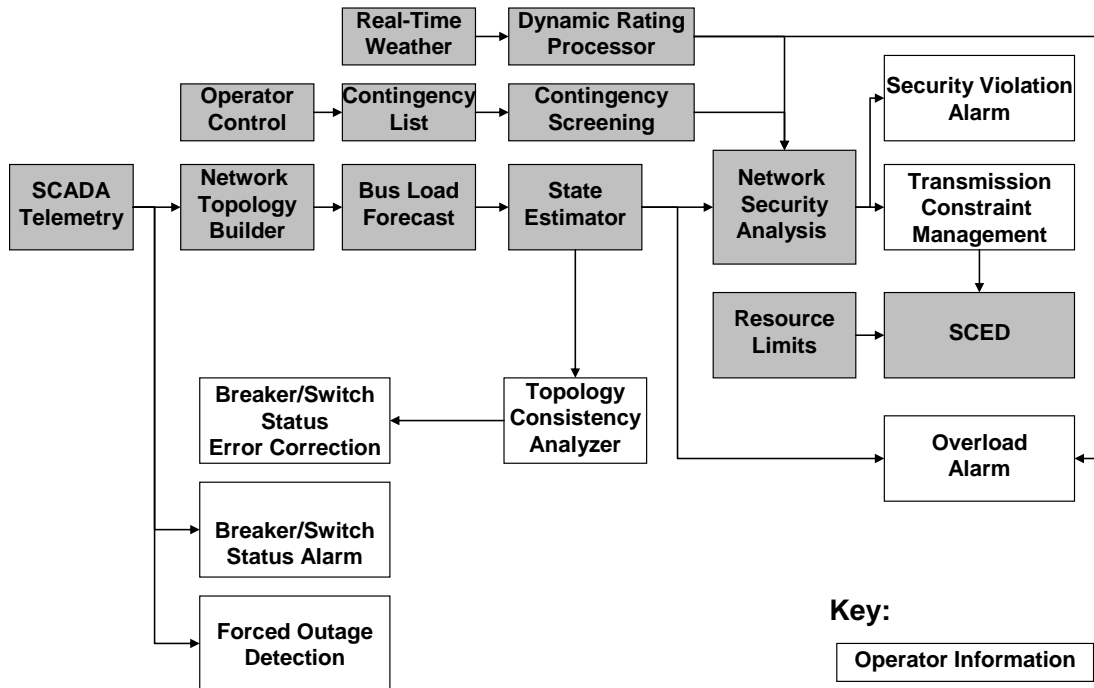 Real-Time
Weather
Dynamic Rating
Processor
Operator
Control
Contingency
List
Contingency
Screening
Security Violation
Alarm
SCADA
Telemetry
Network
Topology
Builder
Bus Load
Forecast
State
Estimator
Network
Security
Analysis
Transmission
Constraint
Management
Resource
Limits
SCED
Breaker/Switch
Status
Error Correction
Topology
Consistency
Analyzer
Overload
Alarm
Breaker/Switch
Status Alarm
Forced Outage
Detection
Key:
Operator Information